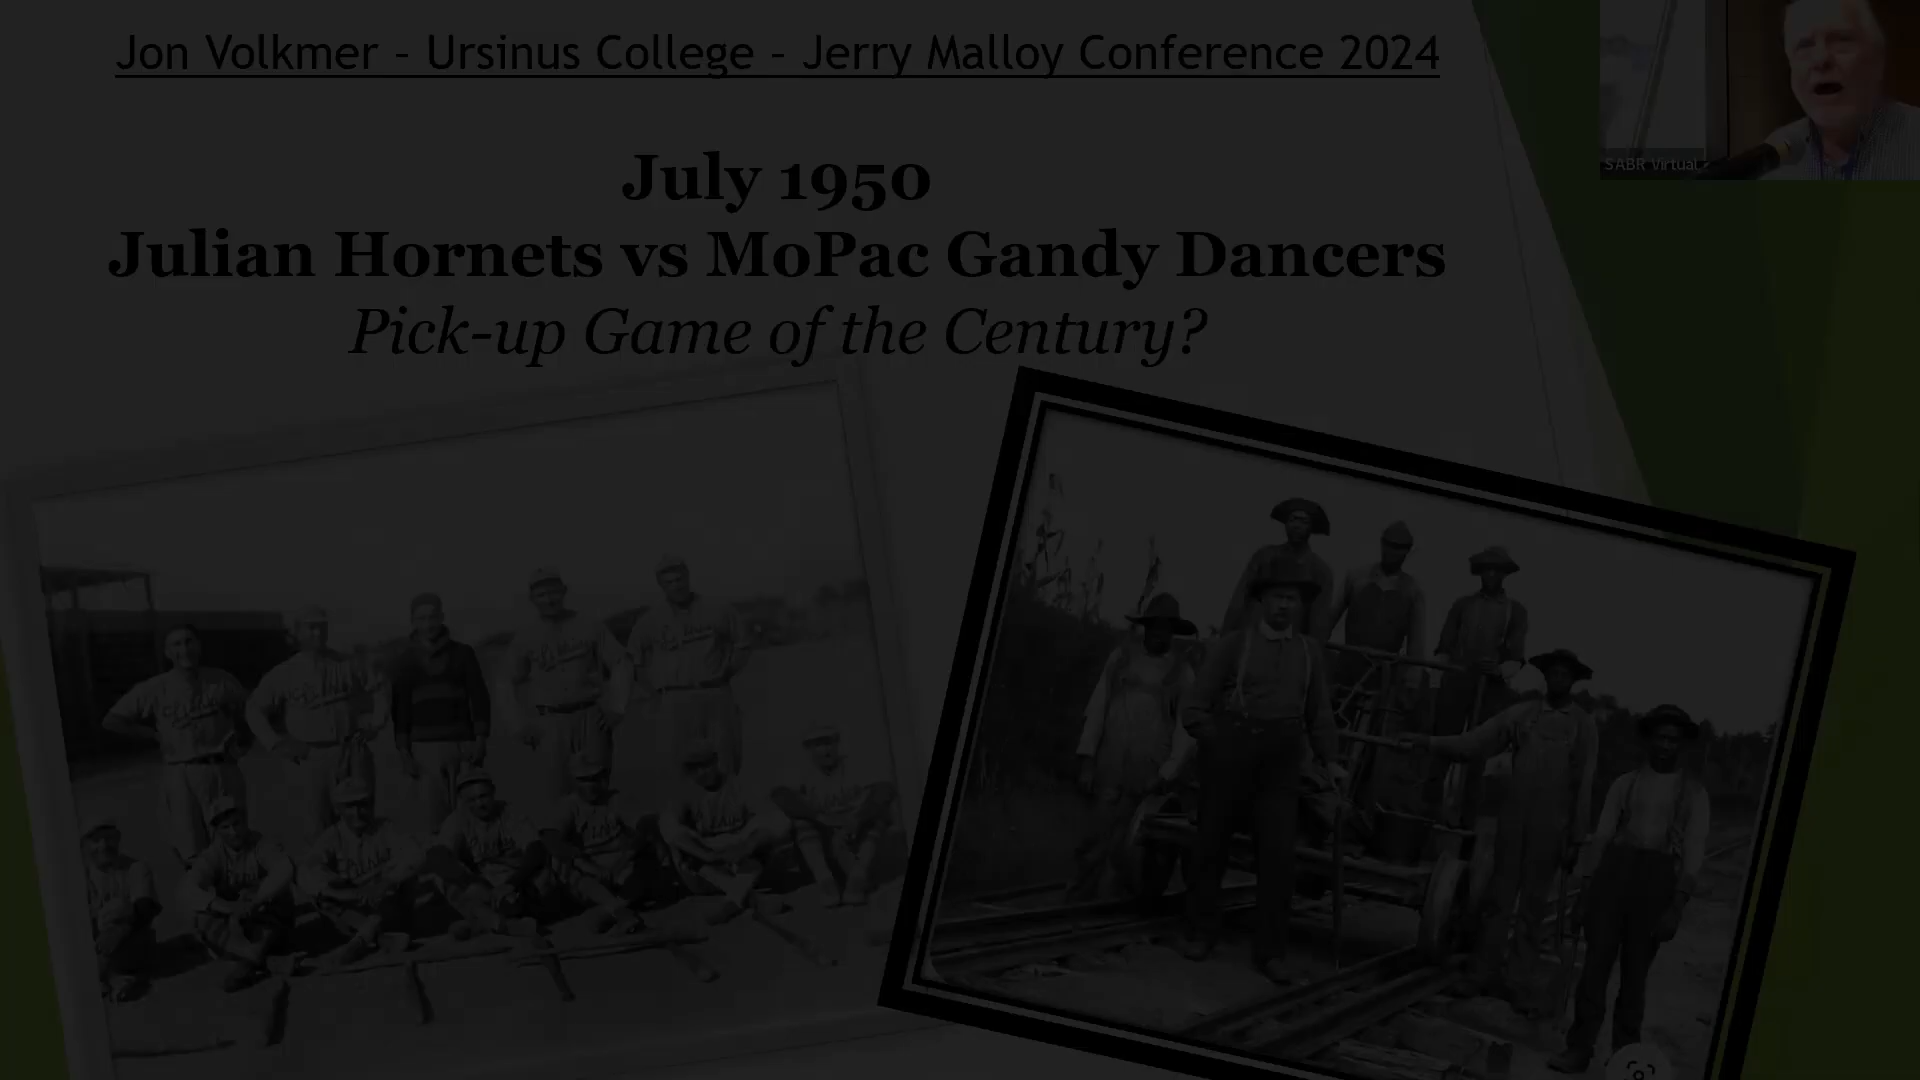 Jon Volkmer – Ursinus College – Jerry Malloy Conference 2024
SABR Virtual
July 1950
Julian Hornets vs MoPac Gandy Dancers
Pick-up Game of the Century?